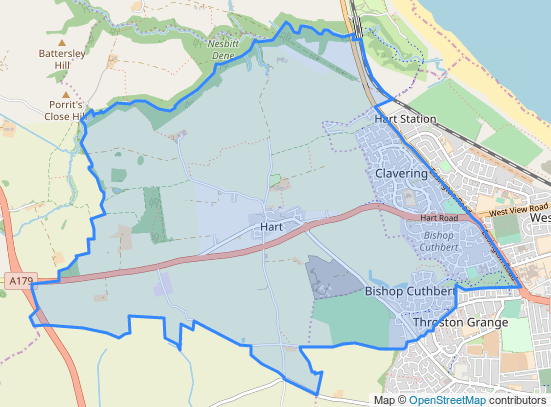 Nesbitt
Dene
Battersley
Hill
Porrit's
Close Hill
Hart Station
Clavering
West View Road
Hart Road
Hart
Bishop
Cuthbert
A179
Bishop Cuthbert
Throston Grange
Map © OpenStreetMap contributors